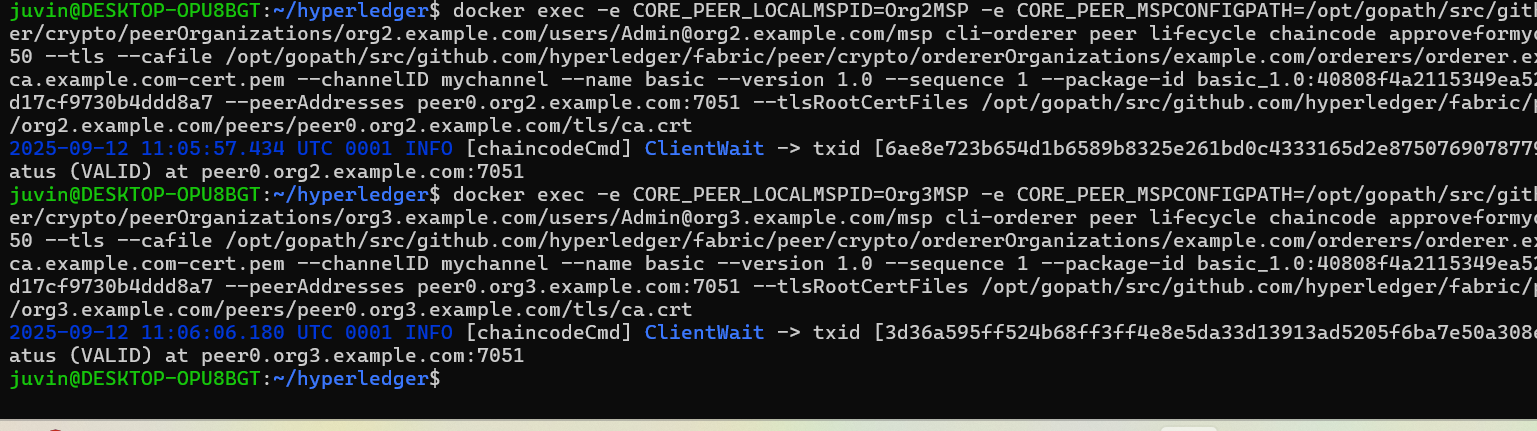 juvin@DESKTOP-OPU8BGT:~/hyperledger$ docker exec -e CORE_PEER_LOCALMSPID=Org2MSP -e CORE_PEER_MSPCONFIGPATH=/opt/gopath/src/gith
er/crypto/peerOrganizations/org2.example.com/users/Admin@org2.example.com/msp cli-orderer peer lifecycle chaincode approveformyo
50 --tls --cafile /opt/gopath/src/github.com/hyperledger/fabric/peer/crypto/ordererOrganizations/example.com/orderers/orderer.ex
ca.example.com-cert.pem --channelID mychannel --name basic --version 1.0 --sequence 1 --package-id basic_1.0:40808f4a2115349ea52
d17cf9730b4ddd8a7 --peerAddresses peer0.org2.example.com:7051 --tlsRootCertFiles /opt/gopath/src/github.com/hyperledger/fabric/p
/org2.example.com/peers/peer0.org2.example.com/tls/ca.crt
2025-09-12 11:05:57.434 UTC 0001 INFO [chaincodeCmd] ClientWait -> txid [6ae8e723b654d1b6589b8325e261bd0c4333165d2e8750769078779
atus (VALID) at peer0.org2.example.com:7051
juvin@DESKTOP-OPU8BGT:~/hyperledger$ docker exec -e CORE_PEER_LOCALMSPID=Org3MSP -e CORE_PEER_MSPCONFIGPATH=/opt/gopath/src/gith
er/crypto/peerOrganizations/org3.example.com/users/Admin@org3.example.com/msp cli-orderer peer lifecycle chaincode approveformyo
50 --tls --cafile /opt/gopath/src/github.com/hyperledger/fabric/peer/crypto/ordererOrganizations/example.com/orderers/orderer.ex
ca.example.com-cert.pem --channelID mychannel --name basic --version 1.0 --sequence 1 --package-id basic_1.0:40808f4a2115349ea52
d17cf9730b4ddd8a7 --peerAddresses peer0.org3.example.com:7051 --tlsRootCertFiles /opt/gopath/src/github.com/hyperledger/fabric/p
/org3.example.com/peers/peer0.org3.example.com/tls/ca.crt
2025-09-12 11:06:06.180 UTC 0001 INFO [chaincodeCmd] ClientWait -> txid [3d36a595ff524b68ff3ff4e8e5da33d13913ad5205f6ba7e50a308c
atus (VALID) at peer0.org3.example.com:7051
juvin@DESKTOP-OPU8BGT:~/hyperledger$